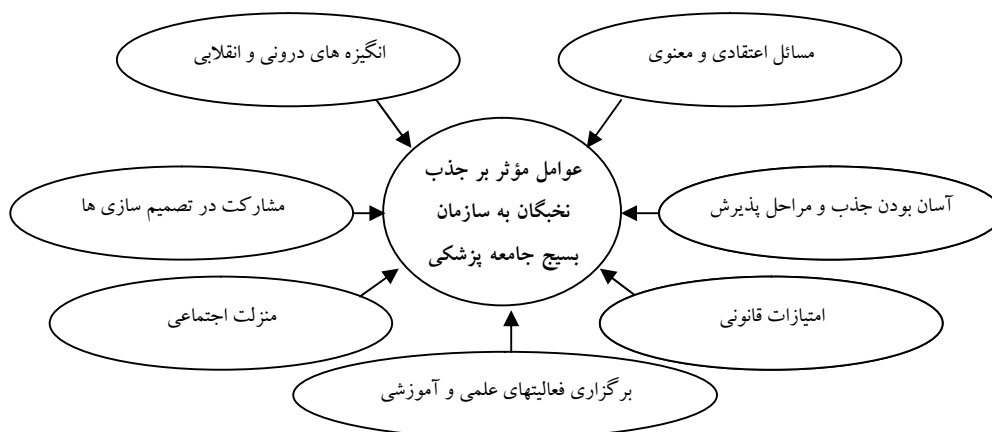 مسائل اعتقادی و معنوی
انگیزه های درونی و انقلابی
عوامل مؤثر بر جذب
نخبگان به سازمان
بسیج جامعه پزشکی
آسان بودن جذب و مراحل پذیرش
مشارکت در تصمیم سازی ها
امتیازات قانونی
منزلت اجتماعی
برگزاری فعالیتهای علمی و آموزشی